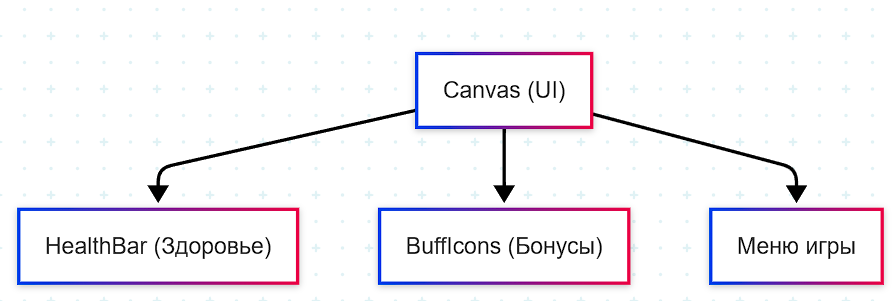 Canvas (UI)
HealthBar (Здоровье)
BuffIcons (Бонусы)
Меню игры